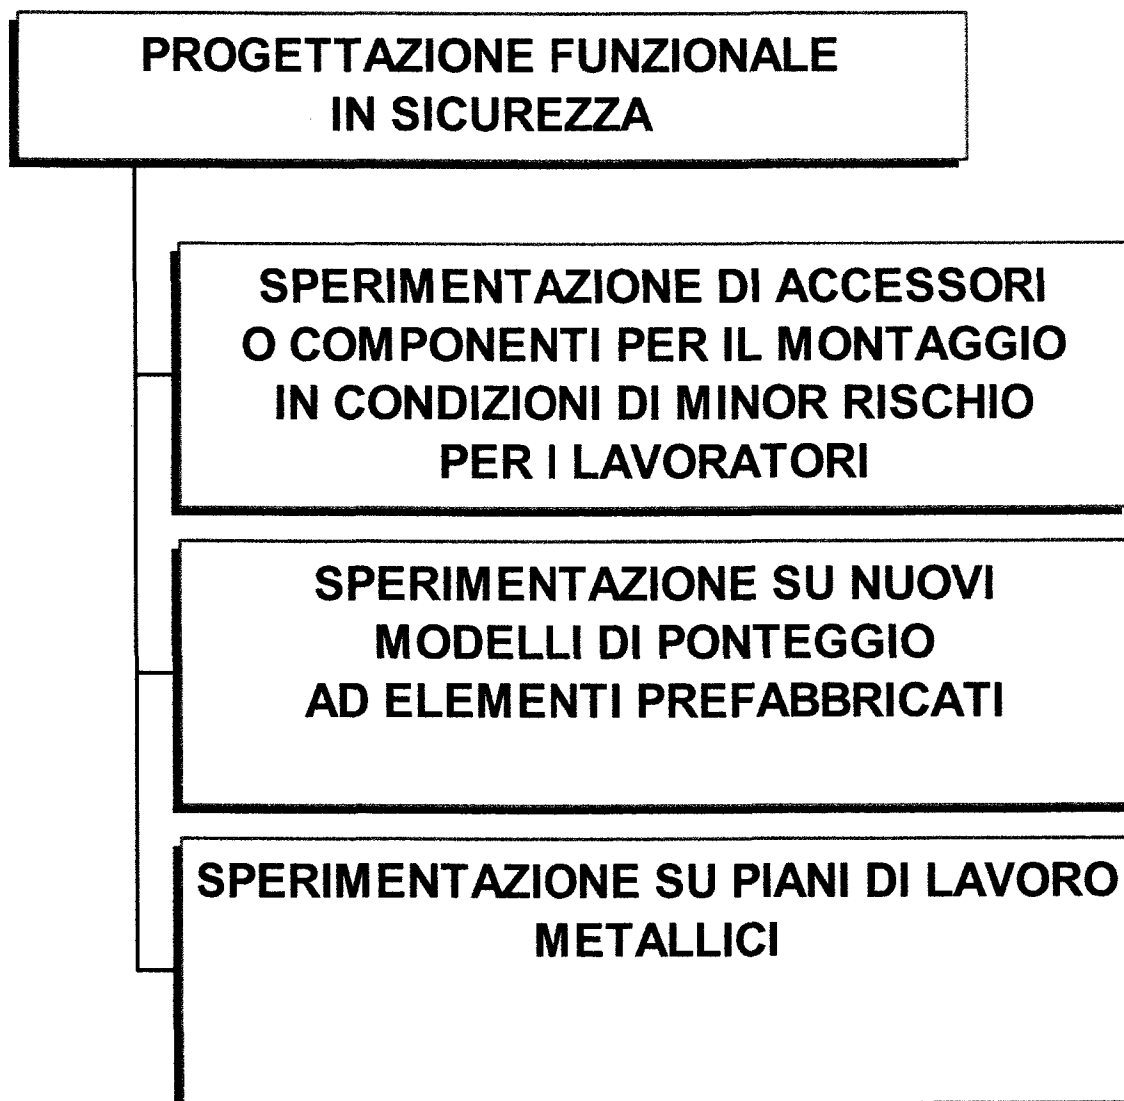 PROGETTAZIONE FUNZIONALE
IN SICUREZZA
SPERIMENTAZIONE DI ACCESSORI
O COMPONENTI PER IL MONTAGGIO
IN CONDIZIONI DI MINOR RISCHIO
PER I LAVORATORI
SPERIMENTAZIONE SU NUOVI
MODELLI DI PONTEGGIO
AD ELEMENTI PREFABBRICATI
SPERIMENTAZIONE SU PIANI DI LAVORO
METALLICI